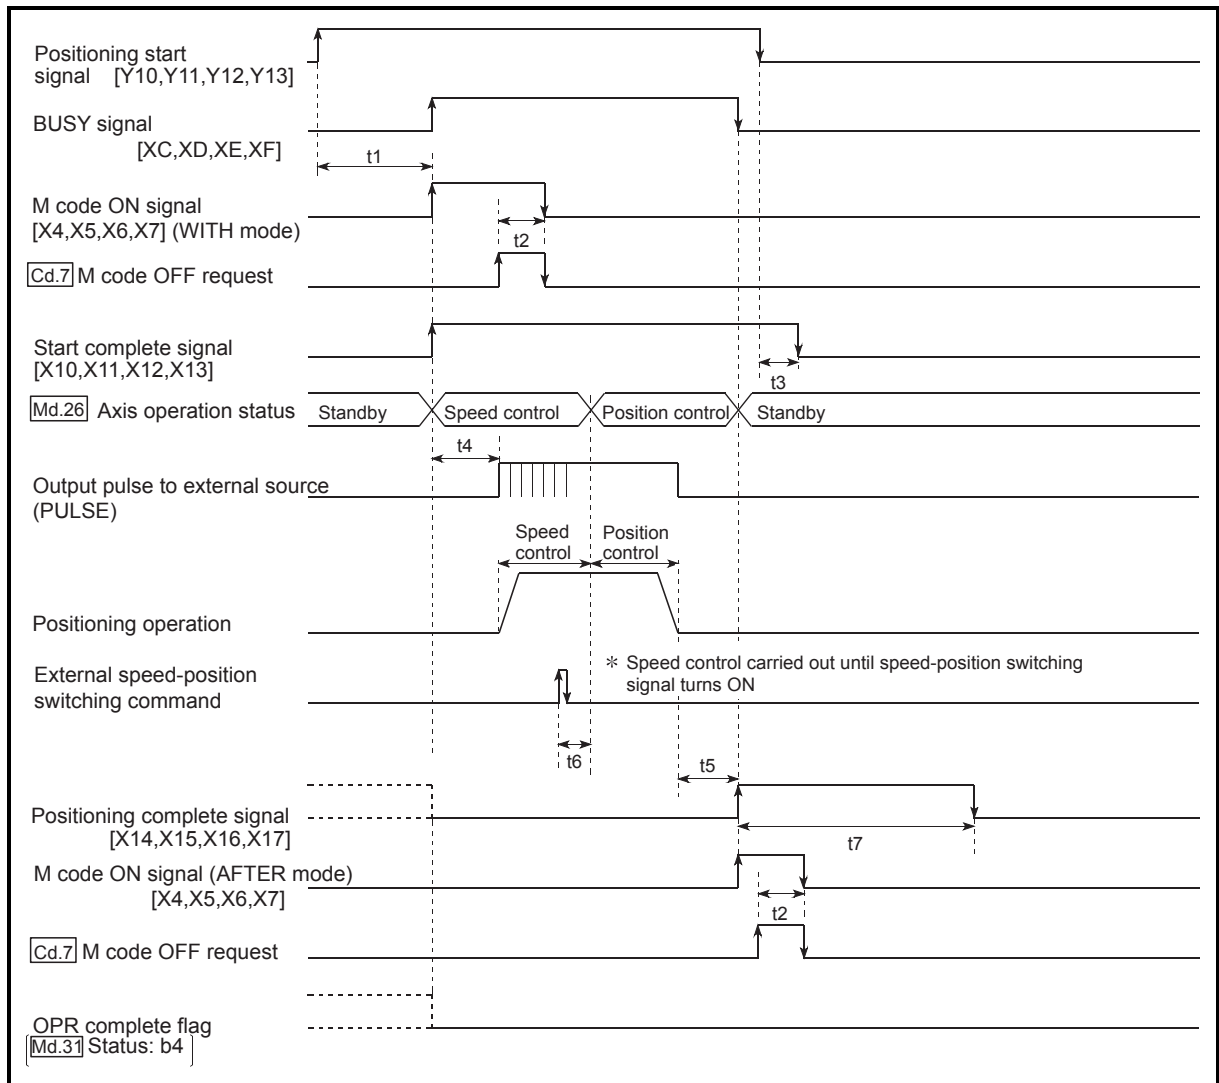 Positioning start
signal [Y10,Y11,Y12,Y13]
BUSY signal
[XC,XD,XE,XF]
t1
M code ON signal
[X4,X5,X6,X7] (WITH mode)
t2
Cd.7 M code OFF request
Start complete signal
[X10,X11,X12,X13]
t3
Md.26 Axis operation status
Standby
Speed control
Position control
Standby
t4
Output pulse to external source
(PULSE)
Speed
control
Position
control
Positioning operation
External speed-position
switching command
* Speed control carried out until speed-position switching
signal turns ON
t6
t5
Positioning complete signal
[X14,X15,X16,X17]
t7
M code ON signal (AFTER mode)
[X4,X5,X6,X7]
t2
Cd.7 M code OFF request
OPR complete flag
Md.31 Status: b4